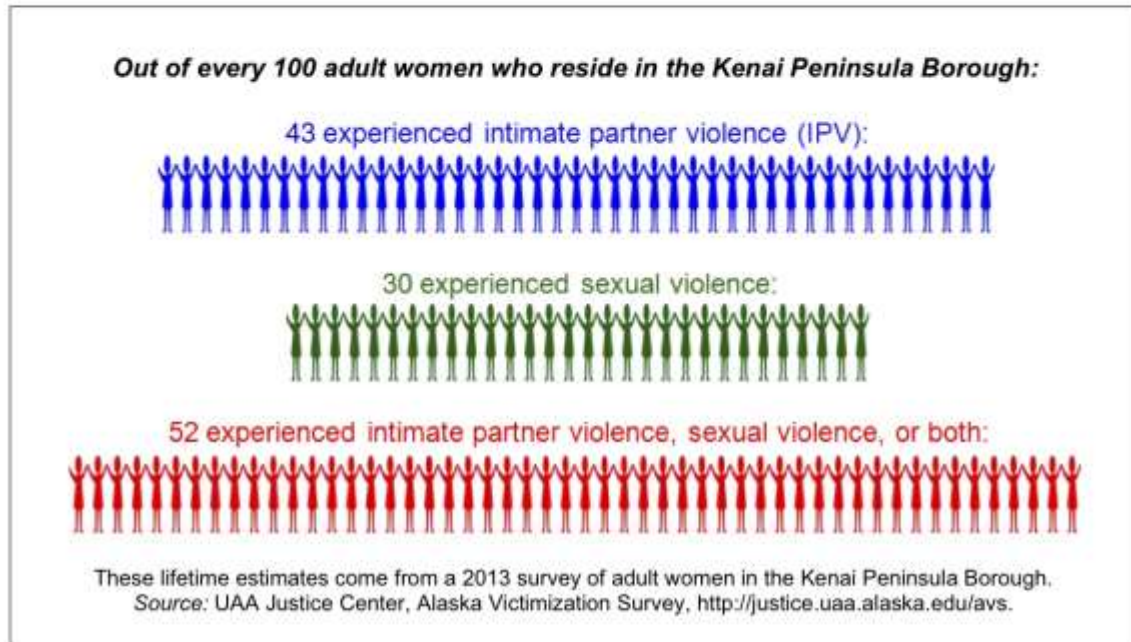 Out of every 100 adult women who reside in the Kenai Peninsula Borough:
43 experienced intimate partner violence (IPV):
30 experienced sexual violence:
52 experienced intimate partner violence, sexual violence, or both:
These lifetime estimates come from a 2013 survey of adult women in the Kenai Peninsula Borough.
Source: UAA Justice Center, Alaska Victimization Survey, http://justice.uaa.alaska.edu/avs.